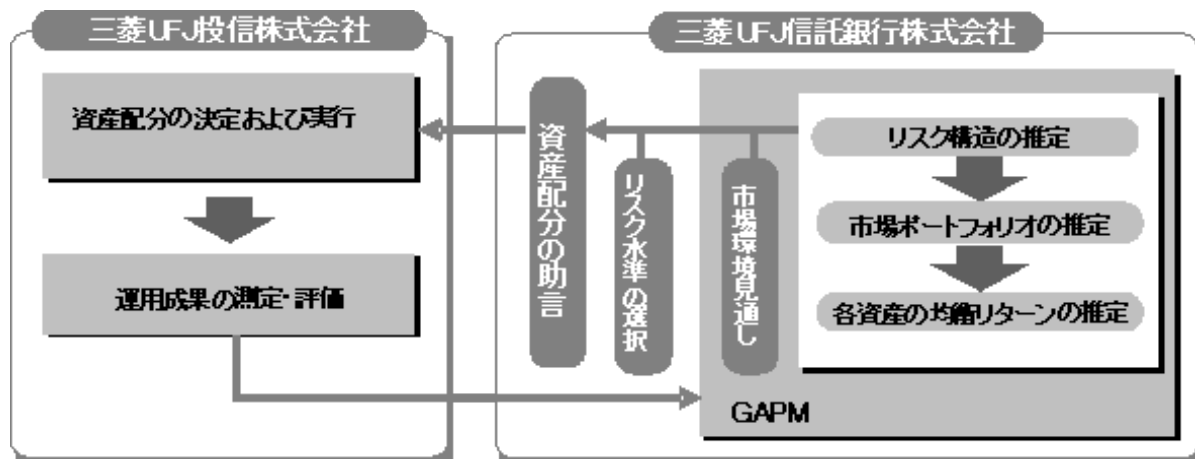 三菱UFJ投信株式会社
資産配分の決定および実行
運用成果の測定・評価
三菱UFJ信託銀行株式会社
資産配分の助言
リスク水準の選択
市場環境見通し
リスク構造の推定
市場ポートフォリオの推定
各資産の均衡リターンの推定
GAPM